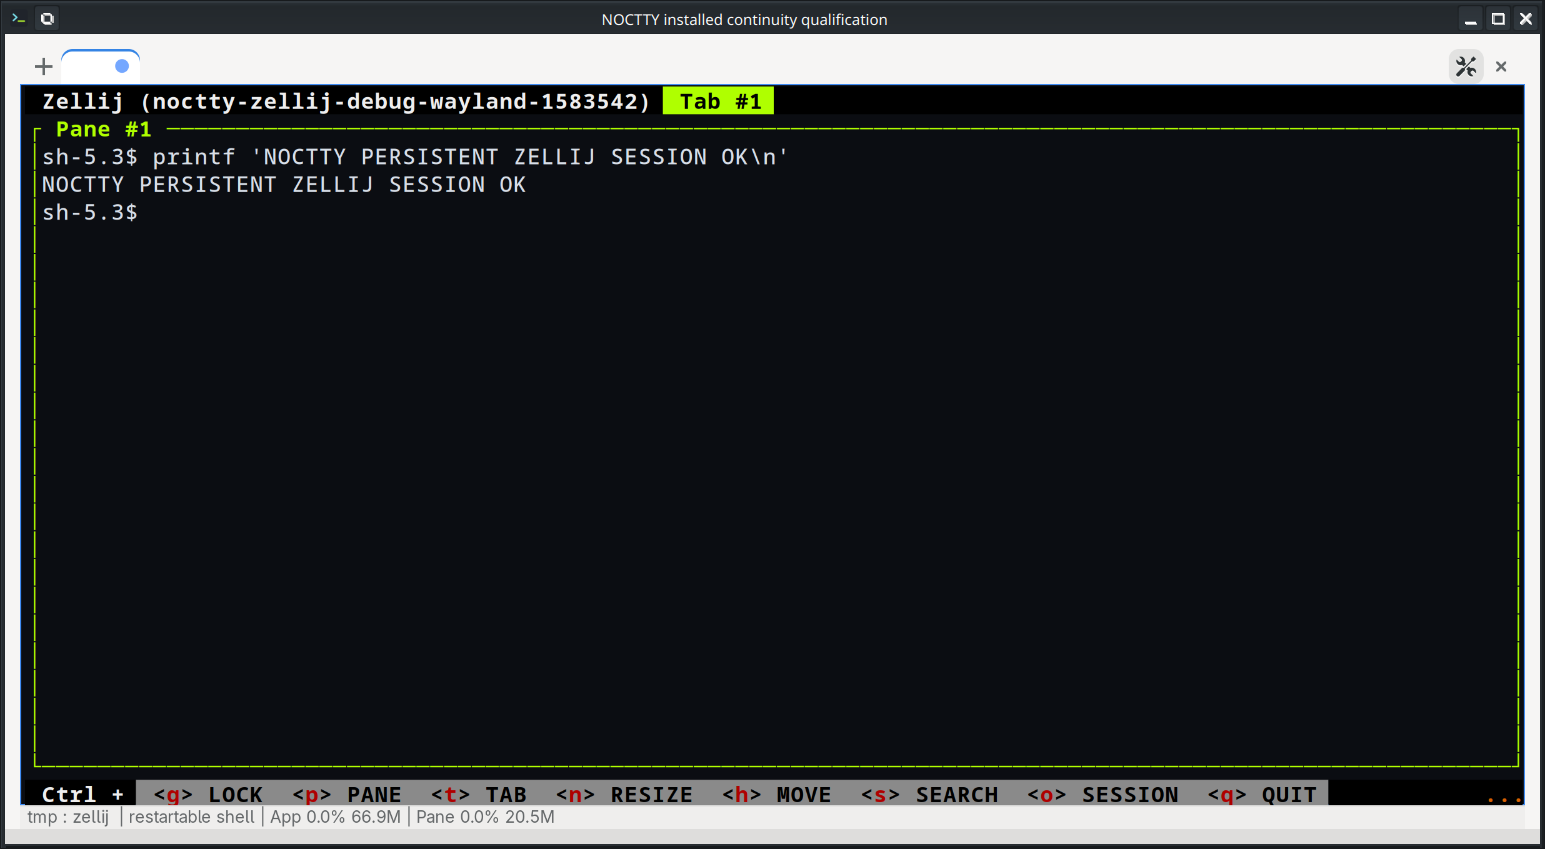 NOCTTY installed continuity qualification
Zellij (noctty-zellij-debug-wayland-1583542) Tab #1
Pane #1
sh-5.3$ printf 'NOCTTY PERSISTENT ZELLIJ SESSION OK\n'
NOCTTY PERSISTENT ZELLIJ SESSION OK
sh-5.3$
Ctrl + <g> LOCK <p> PANE <t> TAB <n> RESIZE <h> MOVE <s> SEARCH <o> SESSION <q> QUIT ...
tmp : zellij | restartable shell | App 0.0% 66.9M | Pane 0.0% 20.5M